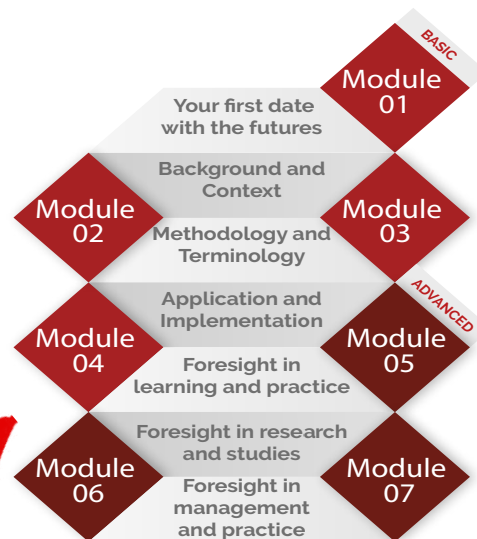 BASIC
Module
01
Your first date
with the futures
Background and
Context
Module
02
Module
03
Methodology and
Terminology
ADVANCED
Application and
Implementation
Module
04
Module
05
Foresight in
learning and practice
Foresight in research
and studies
Module
06
Module
07
Foresight in
management
and practice